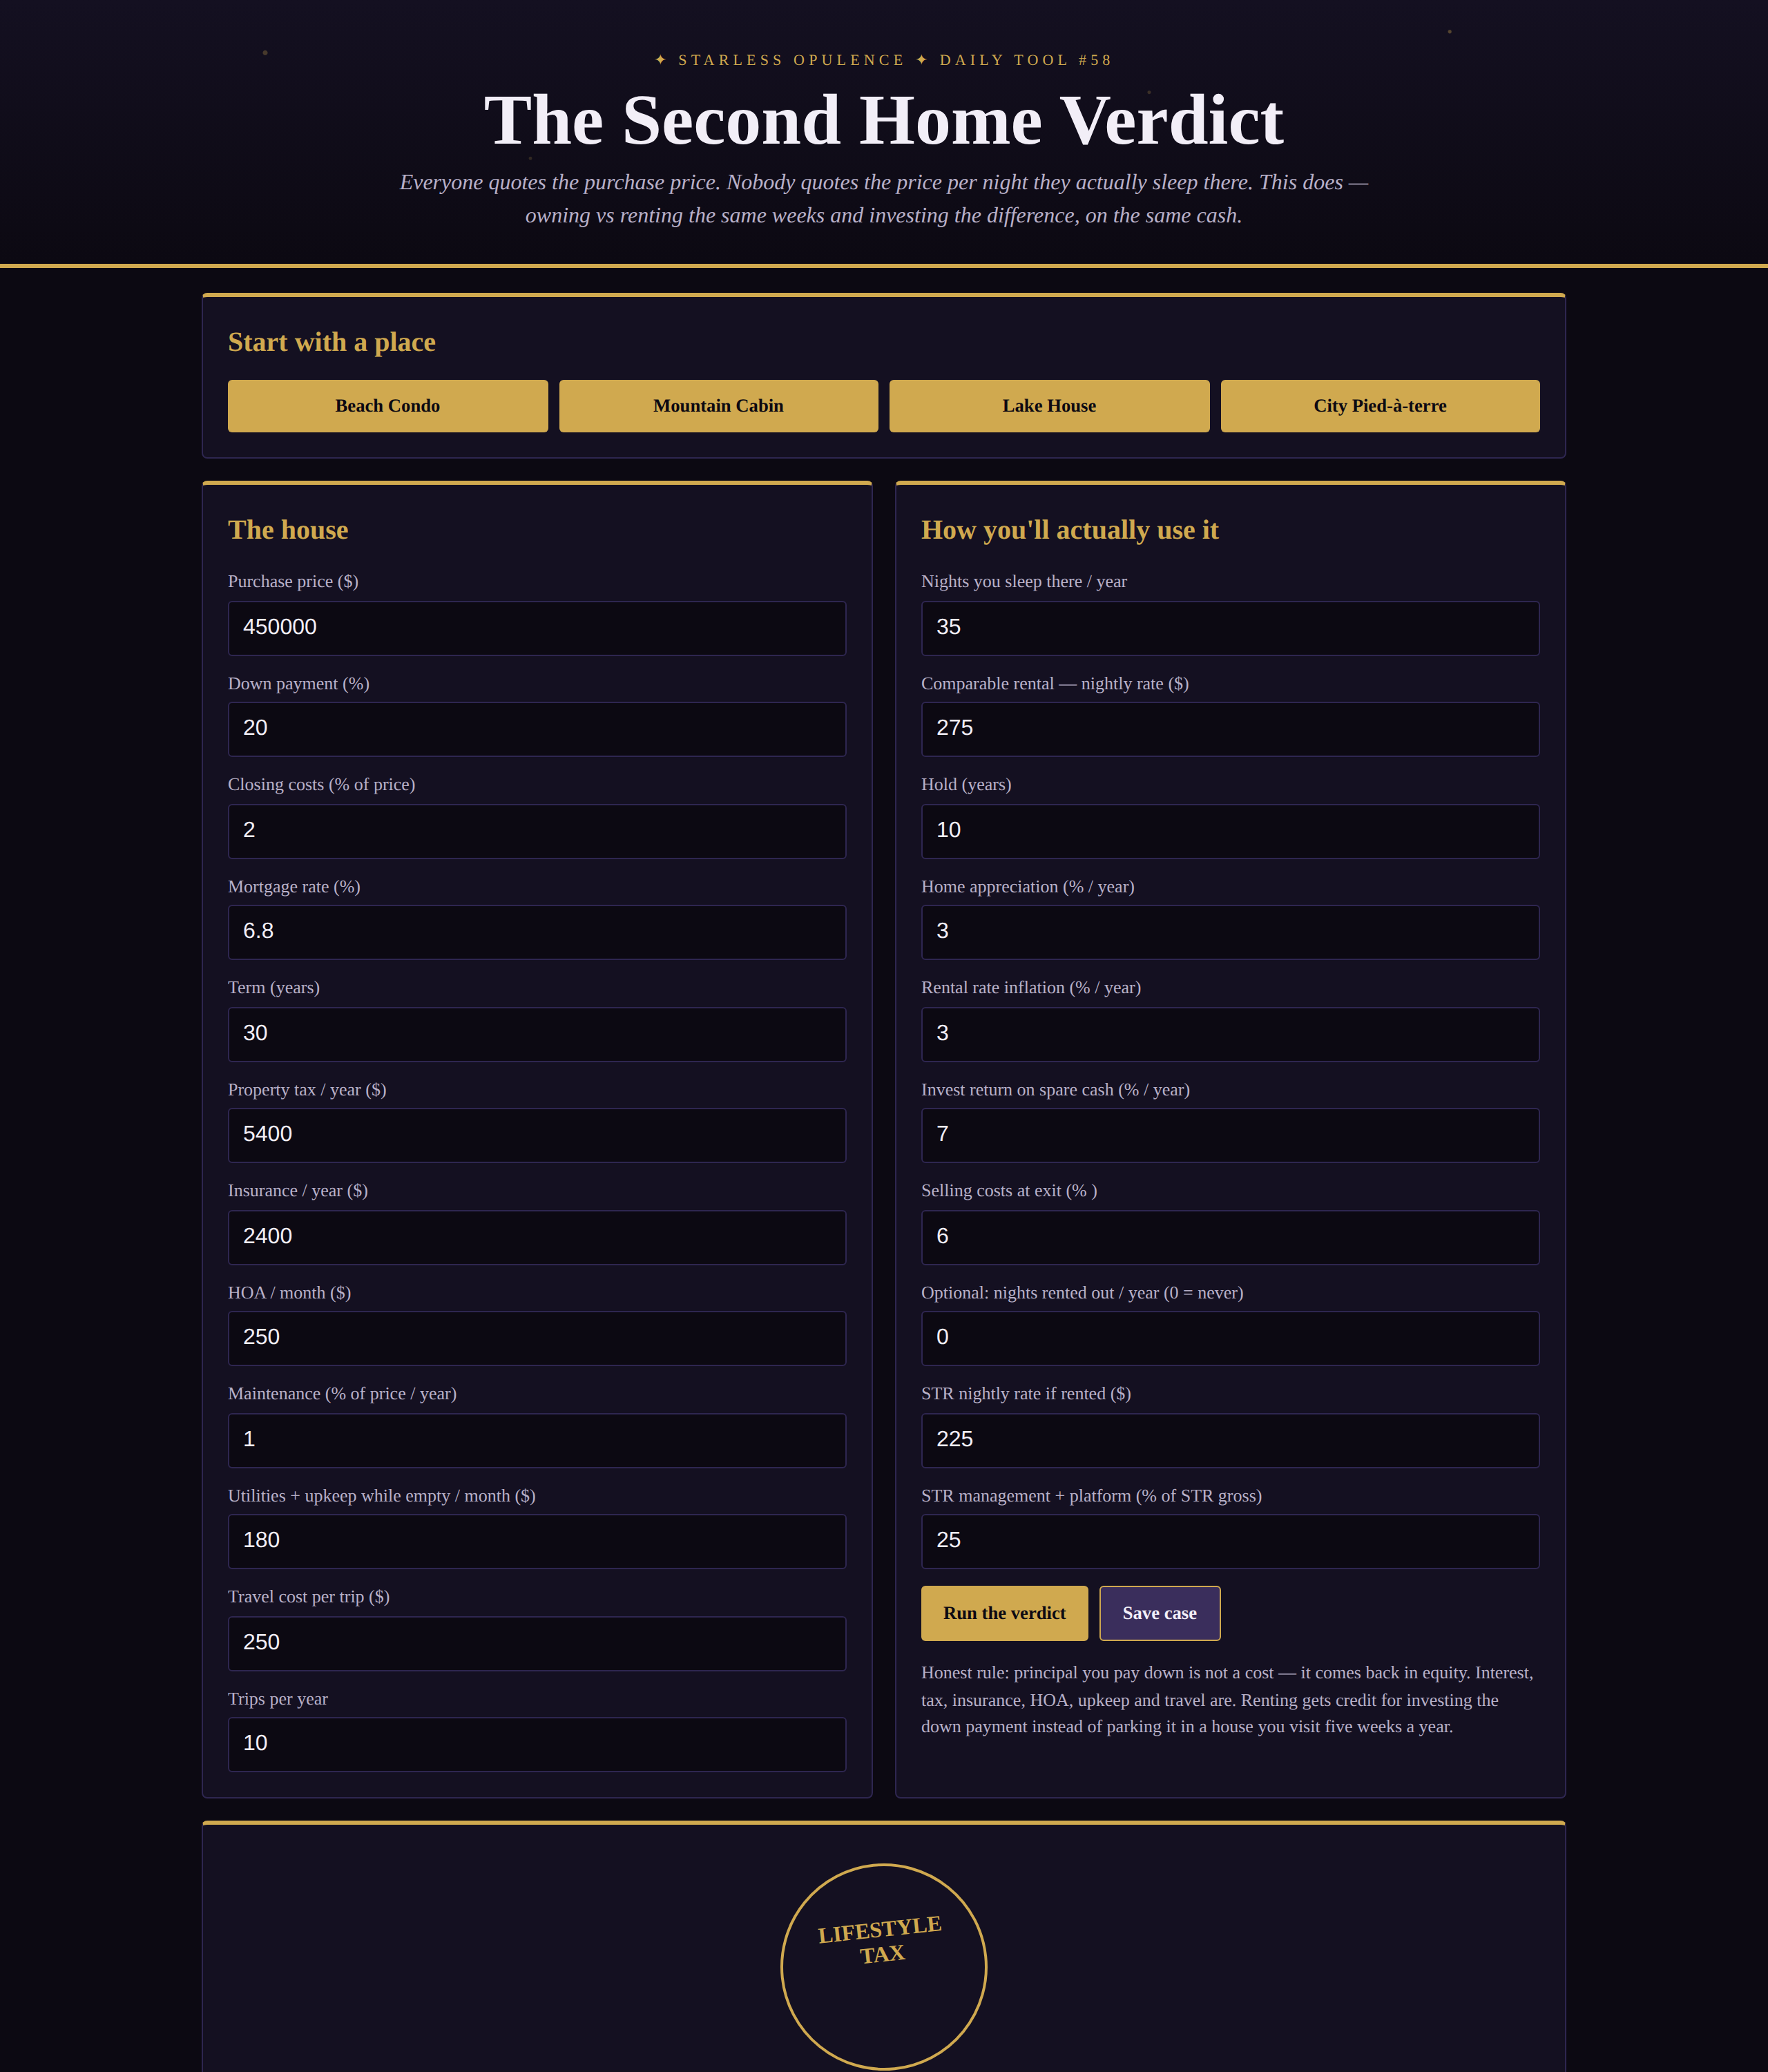 ✦ STARLESS OPULENCE ✦ DAILY TOOL #58
The Second Home Verdict
Everyone quotes the purchase price. Nobody quotes the price per night they actually sleep there. This does —
owning vs renting the same weeks and investing the difference, on the same cash.
Start with a place
Beach Condo
Mountain Cabin
Lake House
City Pied-à-terre
The house
Purchase price ($)
450000
Down payment (%)
20
Closing costs (% of price)
2
Mortgage rate (%)
6.8
Term (years)
30
Property tax / year ($)
5400
Insurance / year ($)
2400
HOA / month ($)
250
Maintenance (% of price / year)
1
Utilities + upkeep while empty / month ($)
180
Travel cost per trip ($)
250
Trips per year
10
How you'll actually use it
Nights you sleep there / year
35
Comparable rental — nightly rate ($)
275
Hold (years)
10
Home appreciation (% / year)
3
Rental rate inflation (% / year)
3
Invest return on spare cash (% / year)
7
Selling costs at exit (% )
6
Optional: nights rented out / year (0 = never)
0
STR nightly rate if rented ($)
225
STR management + platform (% of STR gross)
25
Run the verdict
Save case
Honest rule: principal you pay down is not a cost — it comes back in equity. Interest,
tax, insurance, HOA, upkeep and travel are. Renting gets credit for investing the
down payment instead of parking it in a house you visit five weeks a year.
LIFESTYLE
TAX